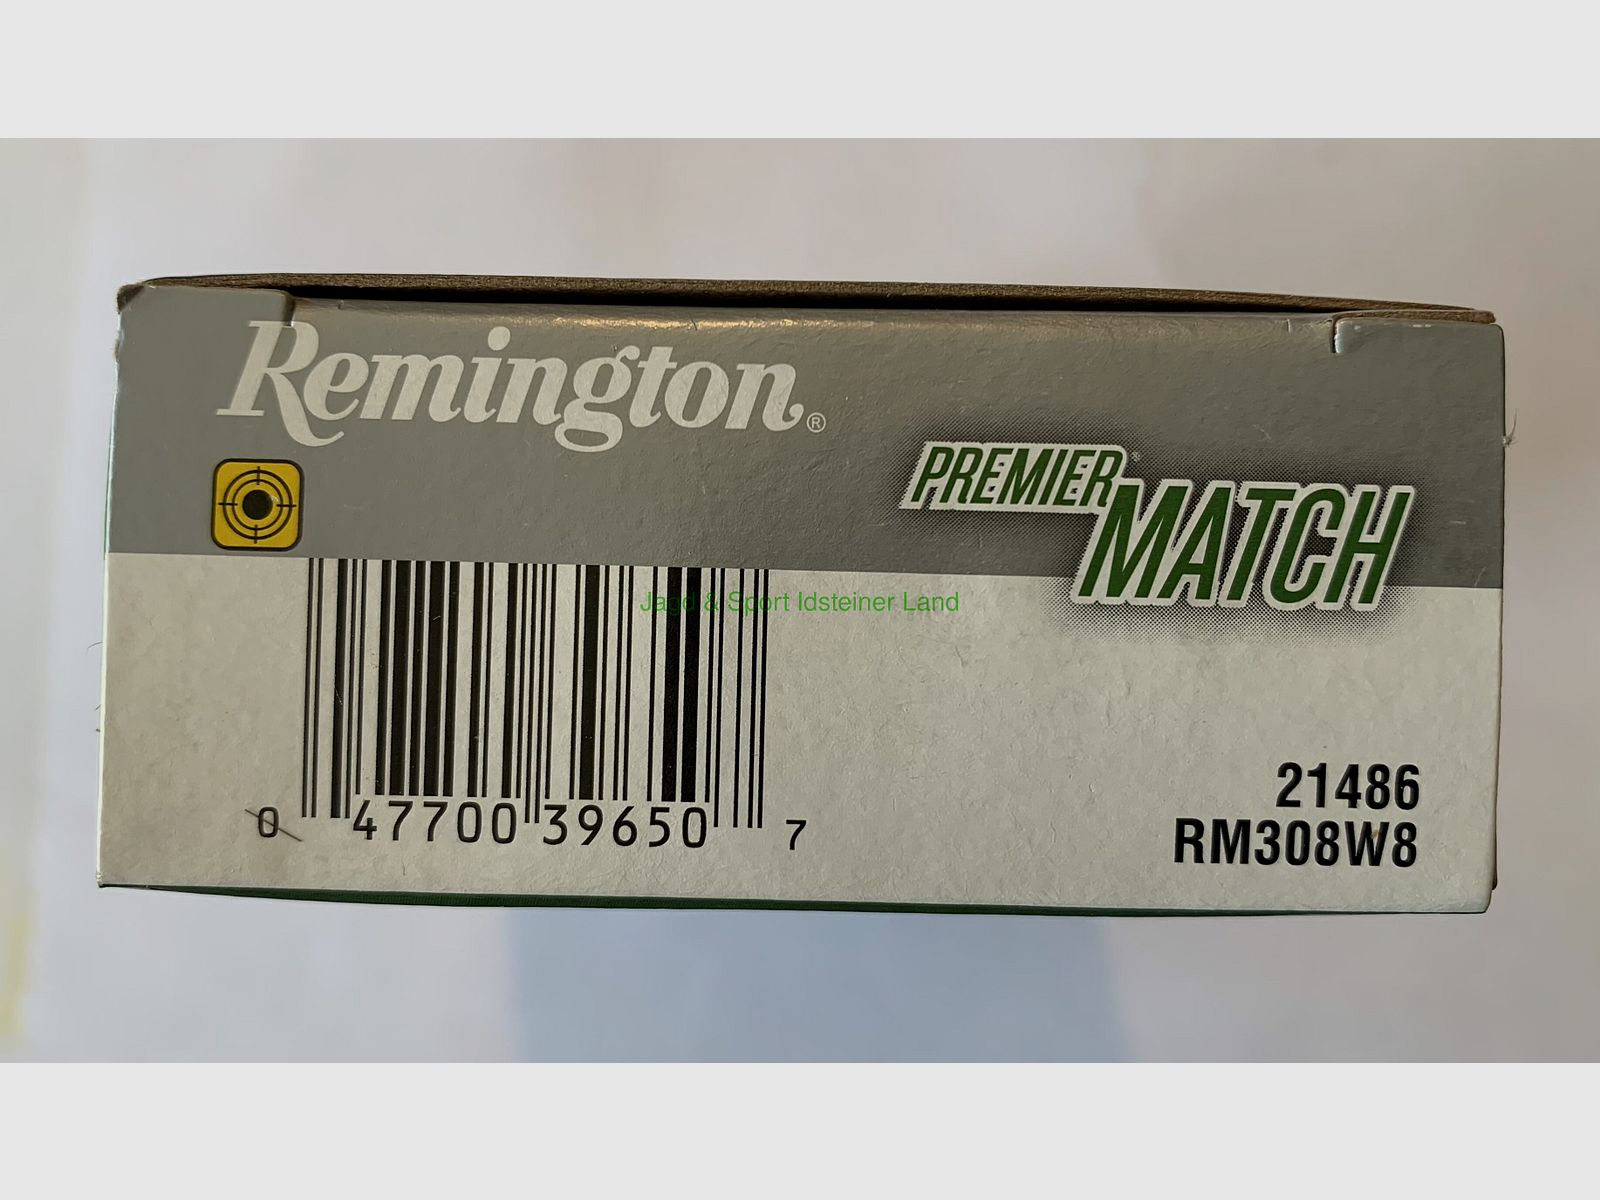 Remington®
PREMIER®
MATCH
Jagd & Sport Idsteiner Land
21486
RM308W8
0 47700 39650 7